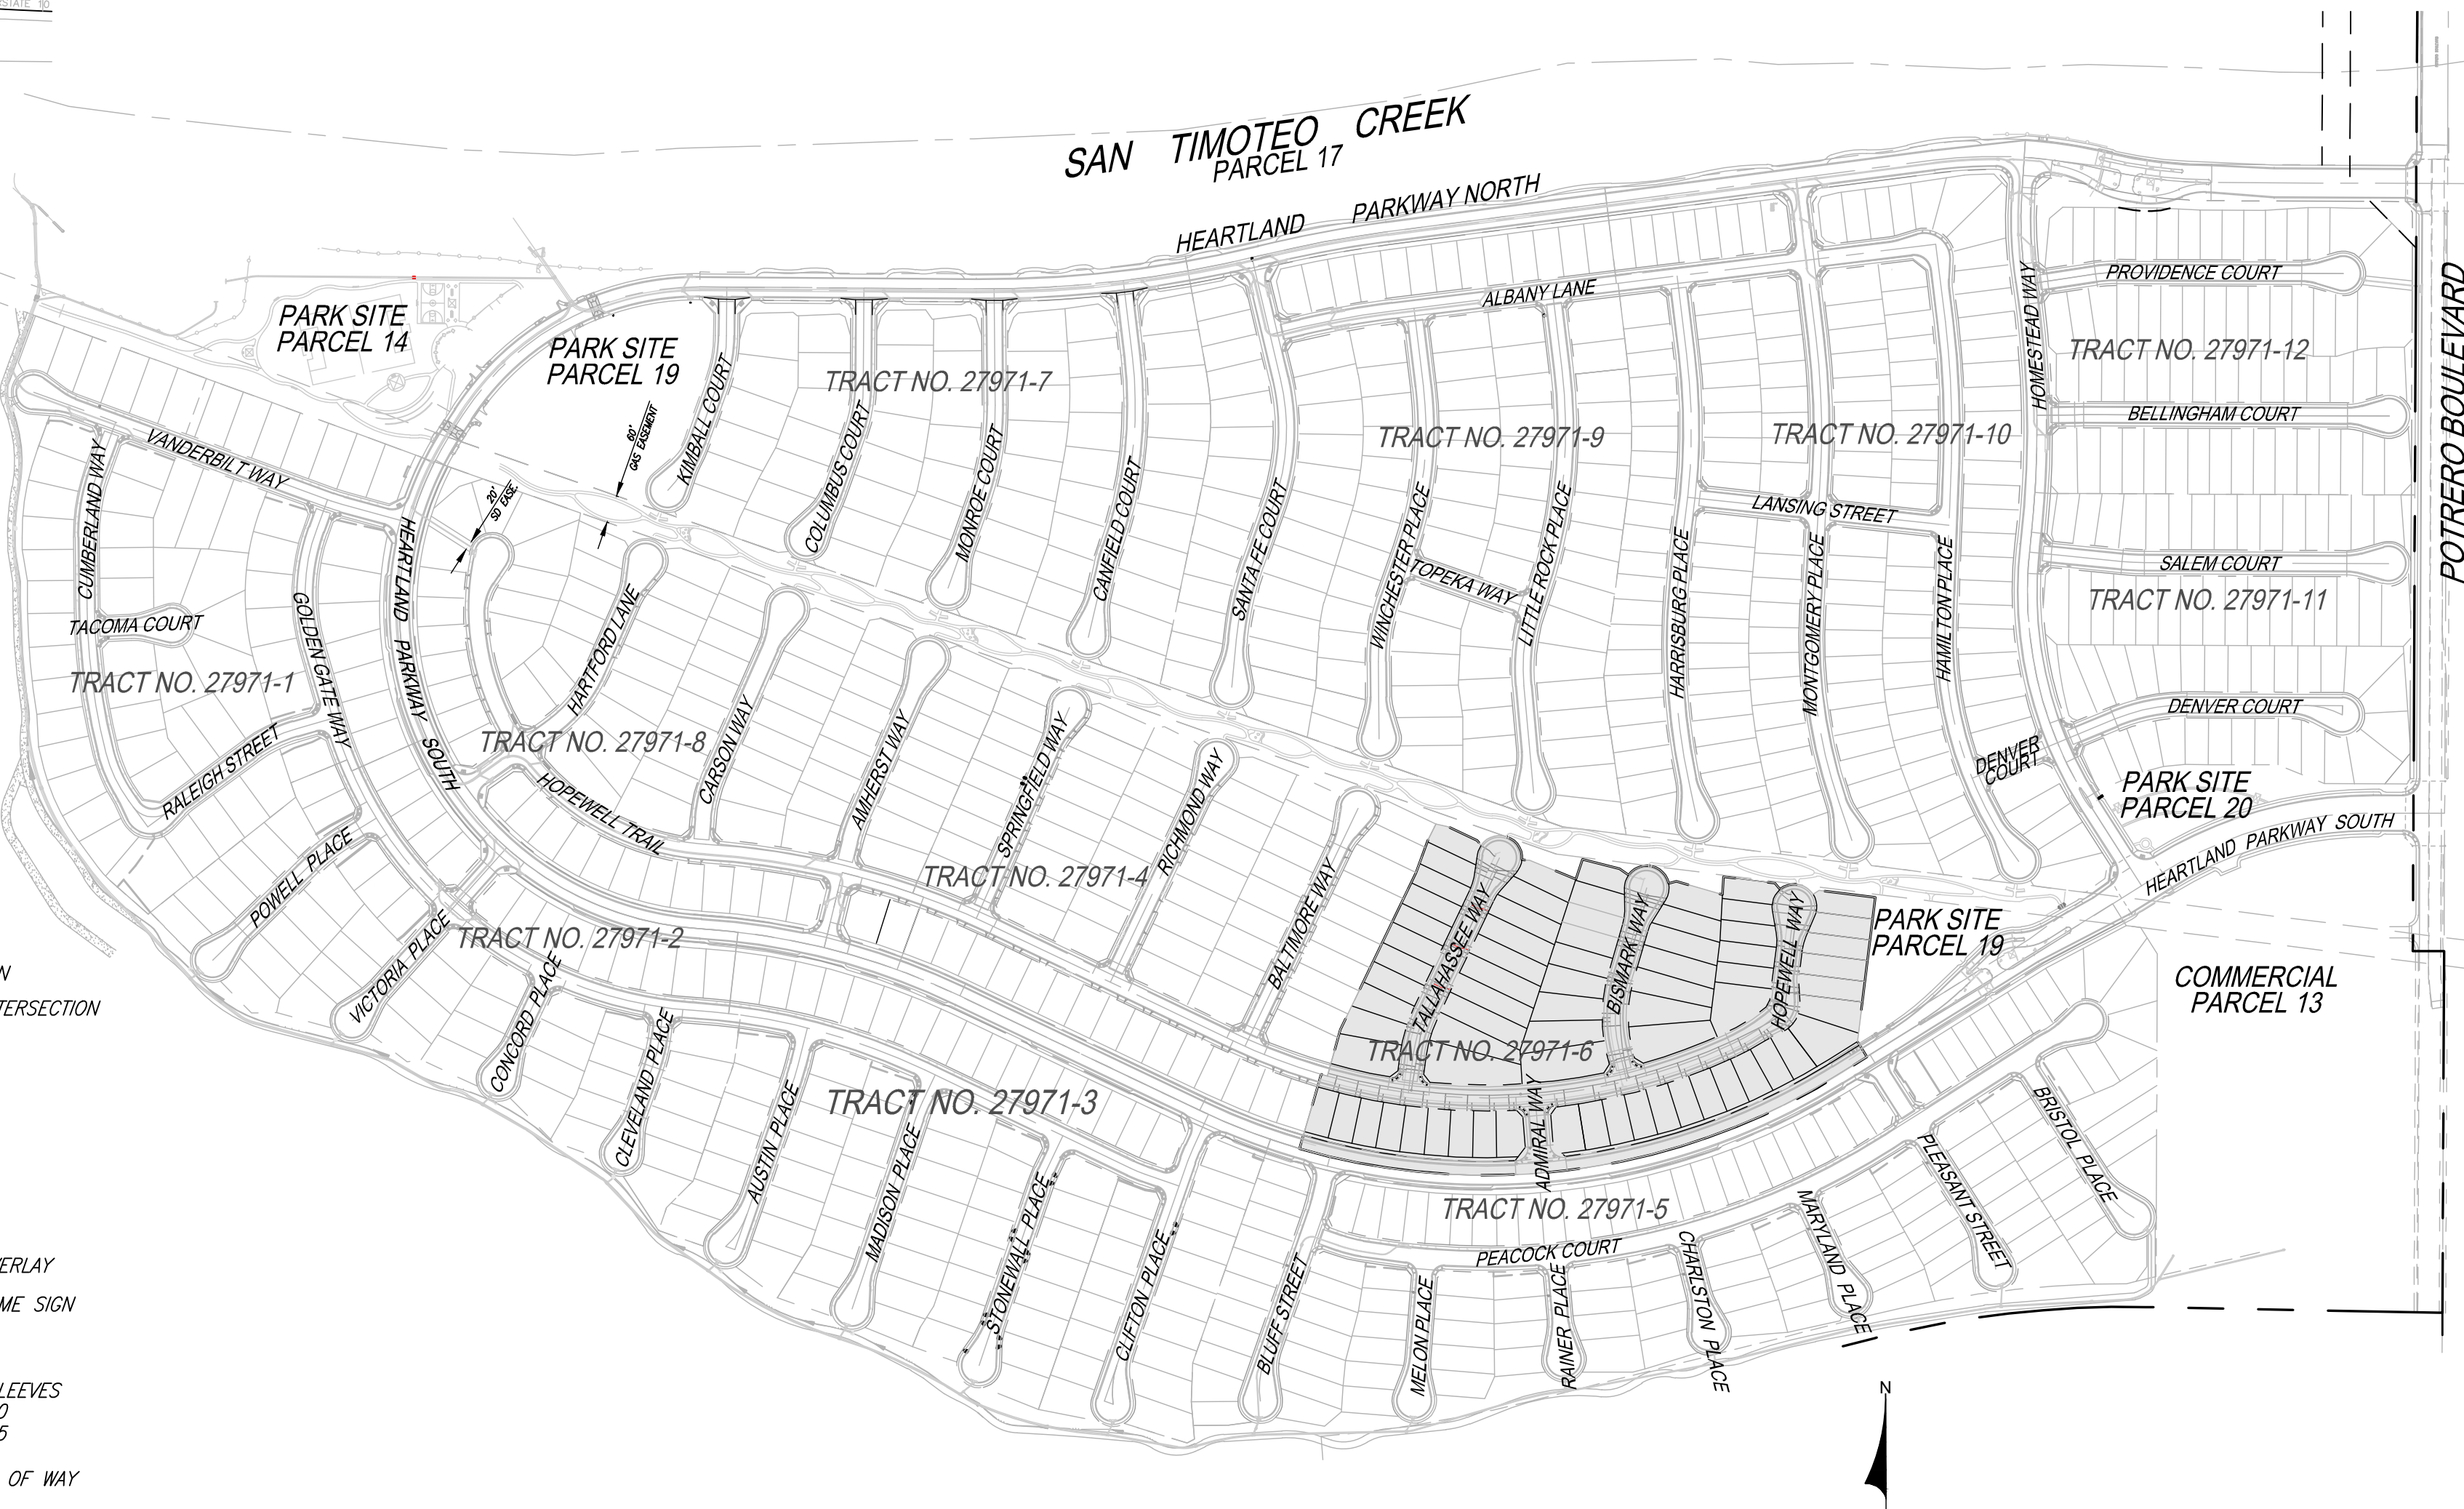 SAN TIMOTEO CREEK
PARCEL 17
HEARTLAND PARKWAY NORTH
PARK SITE
PARCEL 14
PARK SITE
PARCEL 19
60'
GAS EASEMENT
20'
SD EASE.
VANDERBILT WAY
CUMBERLAND WAY
TACOMA COURT
TRACT NO. 27971-1
GOLDEN GATE WAY
RALEIGH STREET
POWELL PLACE
VICTORIA PLACE
HEARTLAND PARKWAY SOUTH
KIMBALL COURT
TRACT NO. 27971-7
COLUMBUS COURT
MONROE COURT
CANFIELD COURT
SANTA FE COURT
ALBANY LANE
TRACT NO. 27971-9
WINCHESTER PLACE
TOPEKA WAY
LITTLE ROCK PLACE
HARRISBURG PLACE
TRACT NO. 27971-10
LANSING STREET
MONTGOMERY PLACE
HAMILTON PLACE
HOMESTEAD WAY
PROVIDENCE COURT
TRACT NO. 27971-12
BELLINGHAM COURT
SALEM COURT
TRACT NO. 27971-11
DENVER COURT
DENVER
COURT
POTRERO BOULEVARD
PARK SITE
PARCEL 20
HEARTLAND PARKWAY SOUTH
HARTFORD LANE
TRACT NO. 27971-8
HOPEWELL TRAIL
CARSON WAY
AMHERST WAY
SPRINGFIELD WAY
TRACT NO. 27971-4
RICHMOND WAY
BALTIMORE WAY
TALLAHASSEE WAY
BISMARK WAY
HOPEWELL WAY
TRACT NO. 27971-6
ADMIRAL WAY
PARK SITE
PARCEL 19
COMMERCIAL
PARCEL 13
TRACT NO. 27971-2
CONCORD PLACE
CLEVELAND PLACE
AUSTIN PLACE
TRACT NO. 27971-3
MADISON PLACE
STONEWALL PLACE
CLIFTON PLACE
BLUFF STREET
TRACT NO. 27971-5
PEACOCK COURT
MELON PLACE
RAINER PLACE
CHARLSTON PLACE
MARYLAND PLACE
PLEASANT STREET
BRISTOL PLACE
TERSECTION
ERLAY
ME SIGN
LEEVES
0
5
OF WAY
N